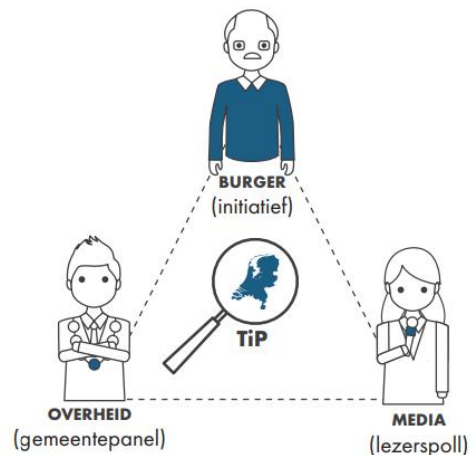 BURGER
(initiatief)
TiP
OVERHEID
(gemeentepanel)
MEDIA
(lezerspoll)